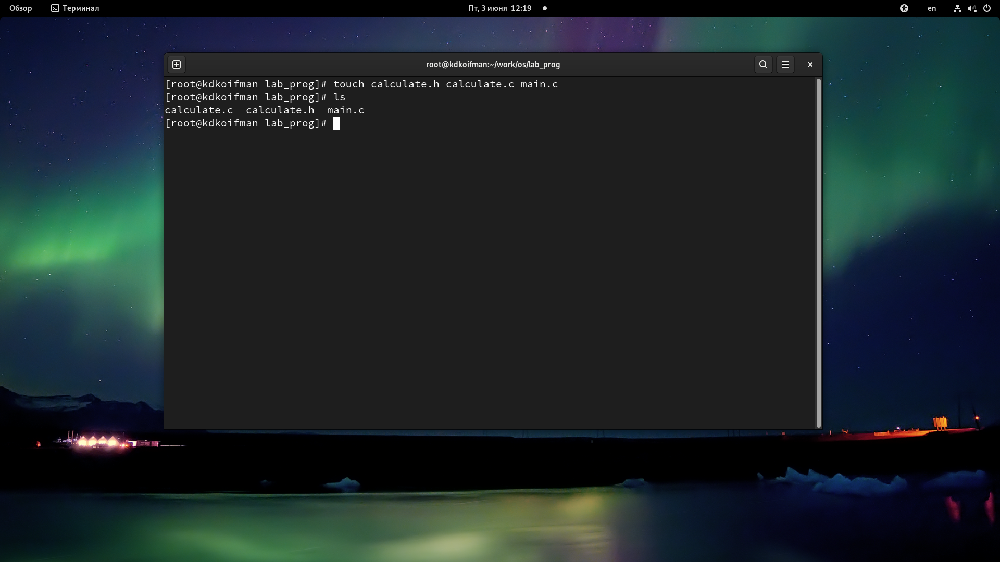 Обзор Терминал Пт, 3 июня 12:19 en
root@kdkoifman:~/work/os/lab_prog
[root@kdkoifman lab_prog]# touch calculate.h calculate.c main.c
[root@kdkoifman lab_prog]# ls
calculate.c  calculate.h  main.c
[root@kdkoifman lab_prog]#